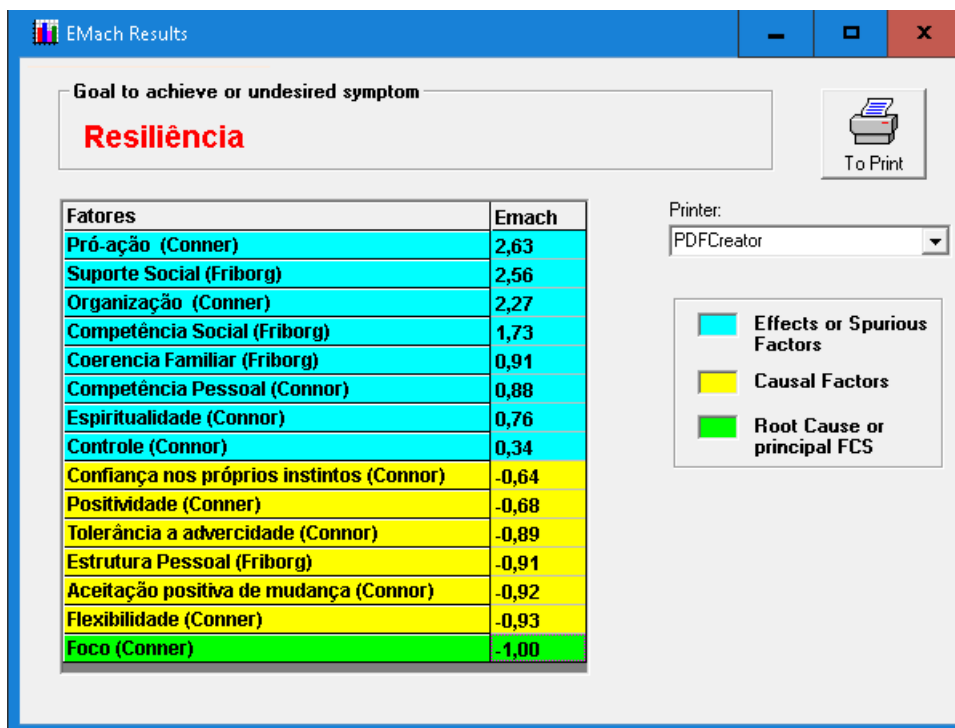 EMach Results
Goal to achieve or undesired symptom
Resiliência
To Print
Fatores Emach
Pró-ação (Conner) 2,63
Suporte Social (Friborg) 2,56
Organização (Conner) 2,27
Competência Social (Friborg) 1,73
Coerencia Familiar (Friborg) 0,91
Competência Pessoal (Connor) 0,88
Espiritualidade (Connor) 0,76
Controle (Connor) 0,34
Confiança nos próprios instintos (Connor) -0,64
Positividade (Conner) -0,68
Tolerância a advercidade (Connor) -0,89
Estrutura Pessoal (Friborg) -0,91
Aceitação positiva de mudança (Connor) -0,92
Flexibilidade (Conner) -0,93
Foco (Conner) -1,00
Printer:
PDFCreator
Effects or Spurious
Factors
Causal Factors
Root Cause or
principal FCS